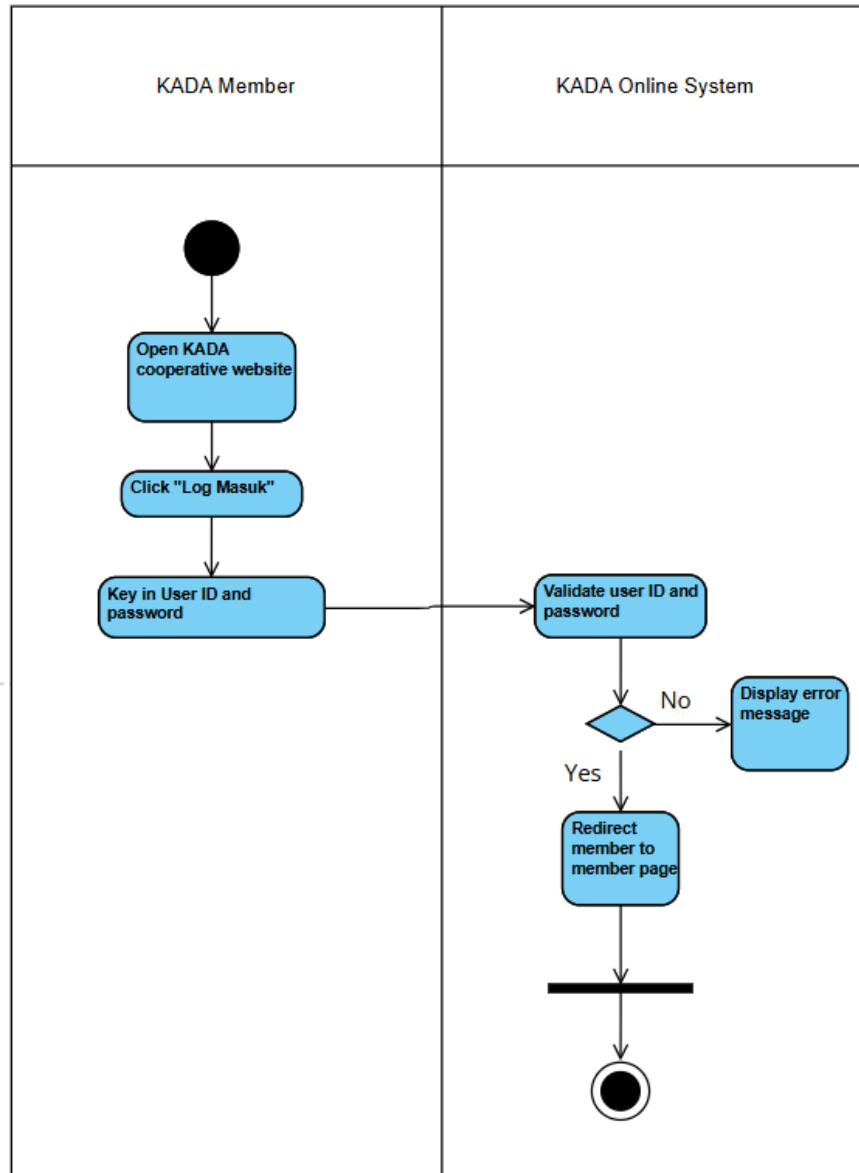 KADA Member
KADA Online System
Open KADA
cooperative website
Click "Log Masuk"
Key in User ID and
password
Validate user ID and
password
No
Display error
message
Yes
Redirect
member to
member page